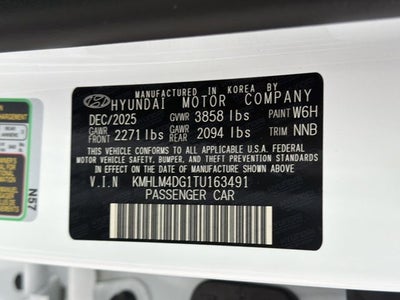 MANUFACTURED IN KOREA BY
HYUNDAI MOTOR COMPANY
DEC/2025 GVWR 3858 lbs PAINT W6H
GAWR FRONT 2271 lbs GAWR REAR 2094 lbs TRIM NNB
THIS VEHICLE CONFORMS TO ALL APPLICABLE U.S.A FEDERAL
MOTOR VEHICLE SAFETY, BUMPER, AND THEFT PREVENTION
STANDARDS IN EFFECT ON THE DATE OF MANUFACTURE
SHOWN ABOVE
V.I.N KMHLM4DG1TU163491
PASSENGER CAR
N57